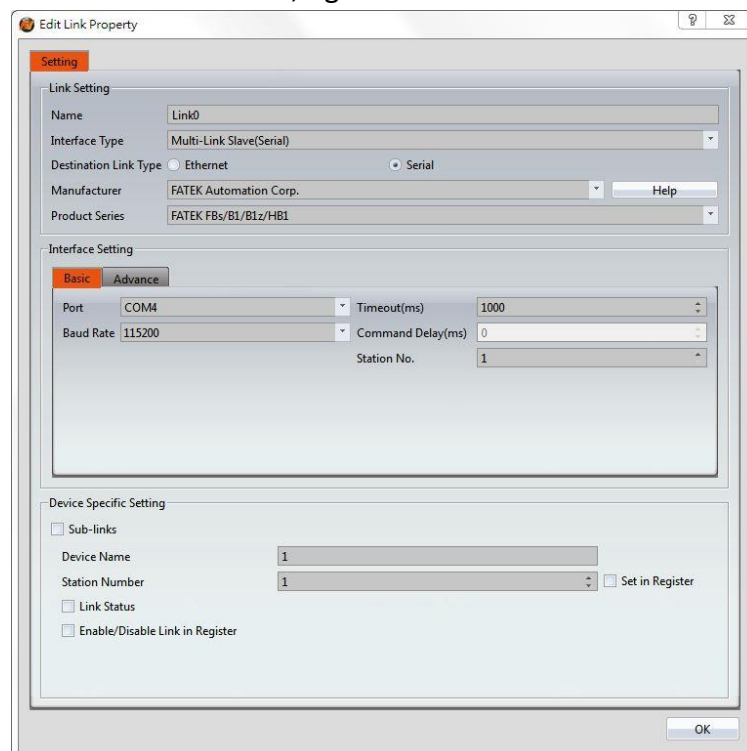 Edit Link Property
Setting
Link Setting
Name Link0
Interface Type Multi-Link Slave(Serial)
Destination Link Type Ethernet Serial
Manufacturer FATEK Automation Corp. Help
Product Series FATEK FBs/B1/B1z/HB1
Interface Setting
Basic Advance
Port COM4 Timeout(ms) 1000
Baud Rate 115200 Command Delay(ms) 0
Station No. 1
Device Specific Setting
Sub-links
Device Name 1
Station Number 1 Set in Register
Link Status
Enable/Disable Link in Register
OK